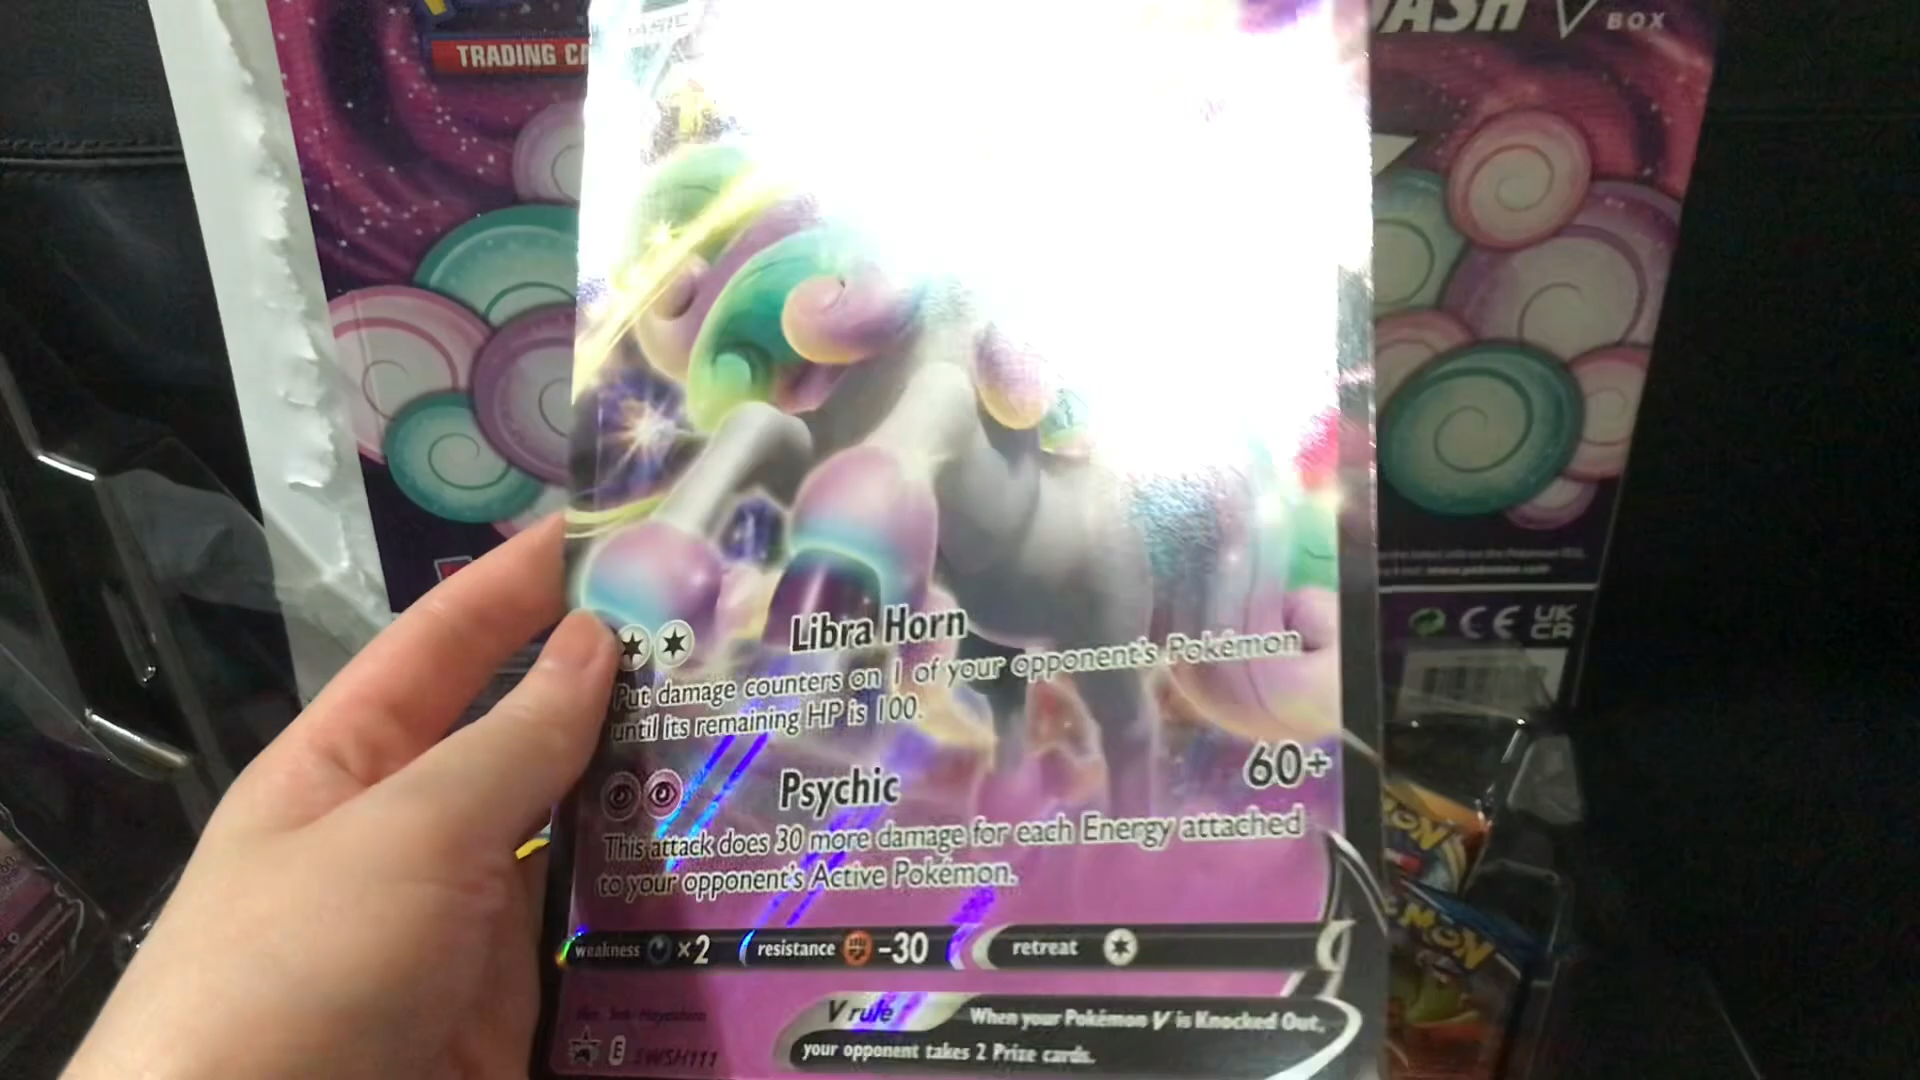 BASIC
TRADING CA
ASH V BOX
Libra Horn
Put damage counters on 1 of your opponent's Pokémon
until its remaining HP is 100.
Psychic 60+
This attack does 30 more damage for each Energy attached
to your opponent's Active Pokémon.
weakness ×2 resistance -30 retreat
V rule When your Pokémon V is Knocked Out,
your opponent takes 2 Prize cards.
E SWSH111
CE UK
CA